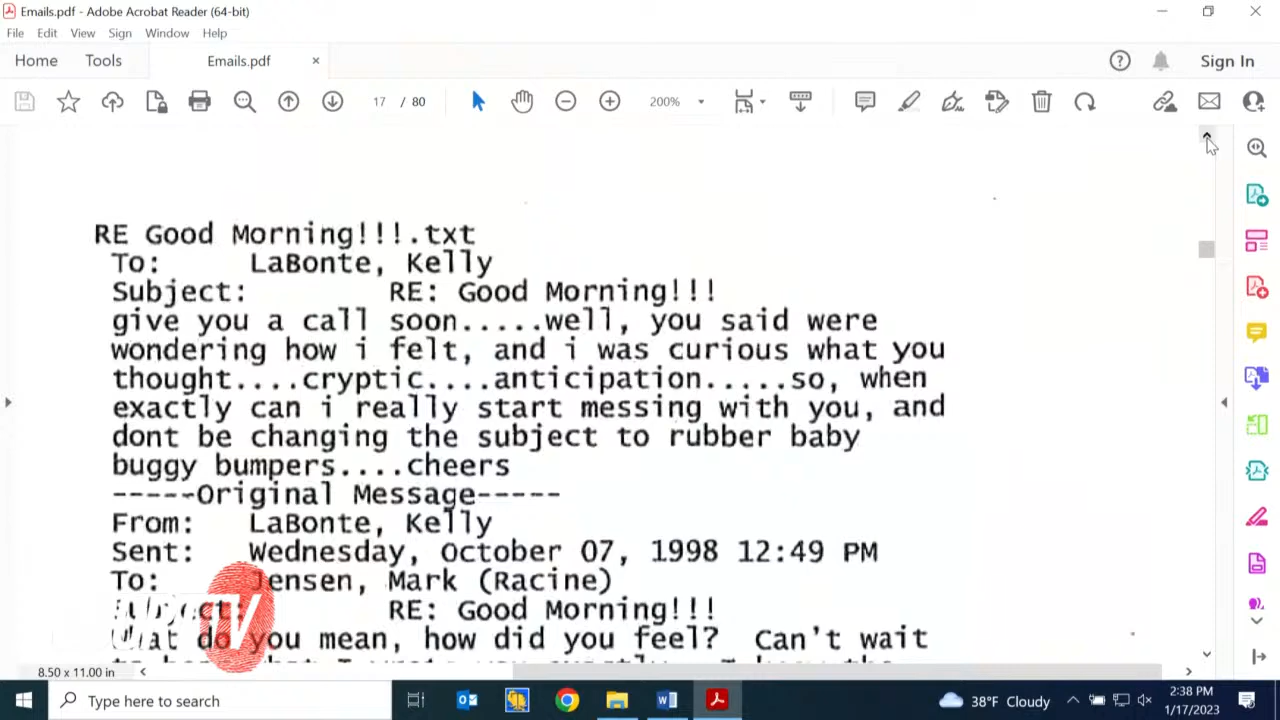 Emails.pdf - Adobe Acrobat Reader (64-bit)
File Edit View Sign Window Help
Home Tools Emails.pdf × Sign In
17 / 80 200%
RE Good Morning!!!.txt
To: LaBonte, Kelly
Subject: RE: Good Morning!!!
give you a call soon.....well, you said were
wondering how i felt, and i was curious what you
thought....cryptic....anticipation.....so, when
exactly can i really start messing with you, and
dont be changing the subject to rubber baby
buggy bumpers....cheers
-----Original Message-----
From: LaBonte, Kelly
Sent: Wednesday, October 07, 1998 12:49 PM
To: Jensen, Mark (Racine)
RE: Good Morning!!!
do you mean, how did you feel? Can't wait
8.50 x 11.00 in
Type here to search
38°F Cloudy
2:38 PM
1/17/2023